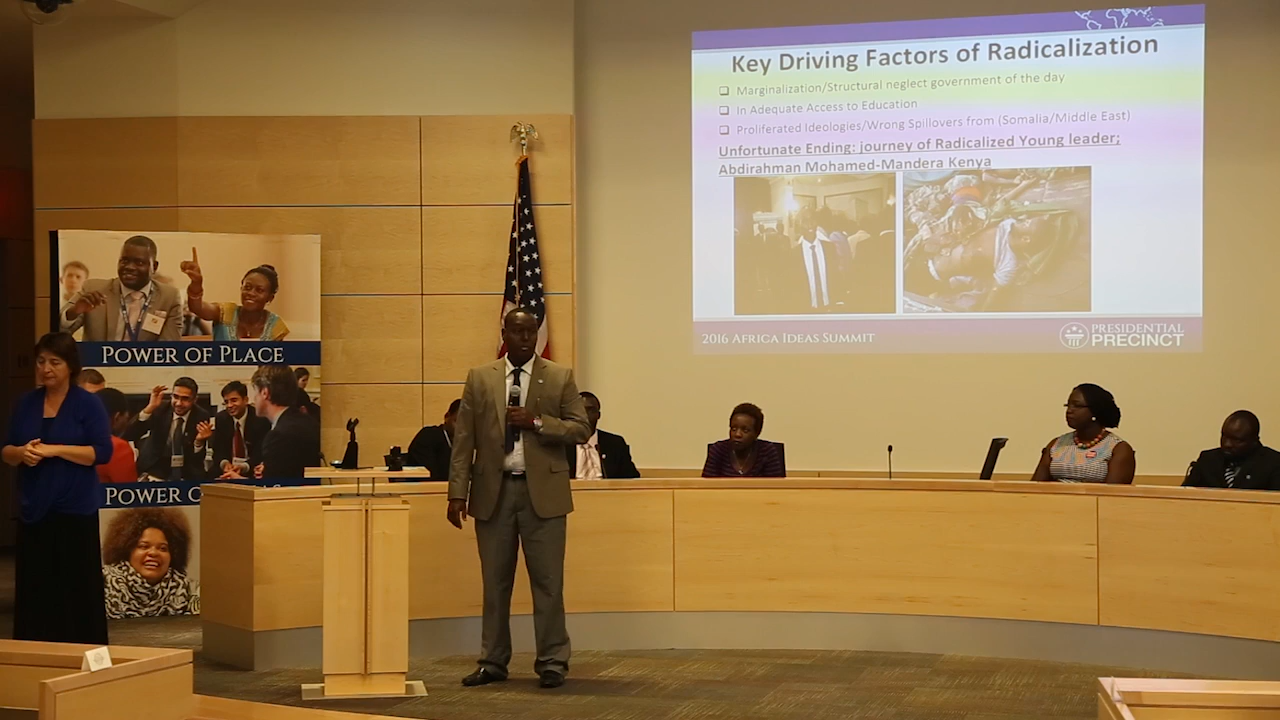 Key Driving Factors of Radicalization
Marginalization/Structural neglect government of the day
In Adequate Access to Education
Proliferated Ideologies/Wrong Spillovers from (Somalia/Middle East)
Unfortunate Ending: journey of Radicalized Young leader;
Abdirahman Mohamed-Mandera Kenya
2016 AFRICA IDEAS SUMMIT
PRESIDENTIAL
PRECINCT
POWER OF PLACE
POWER